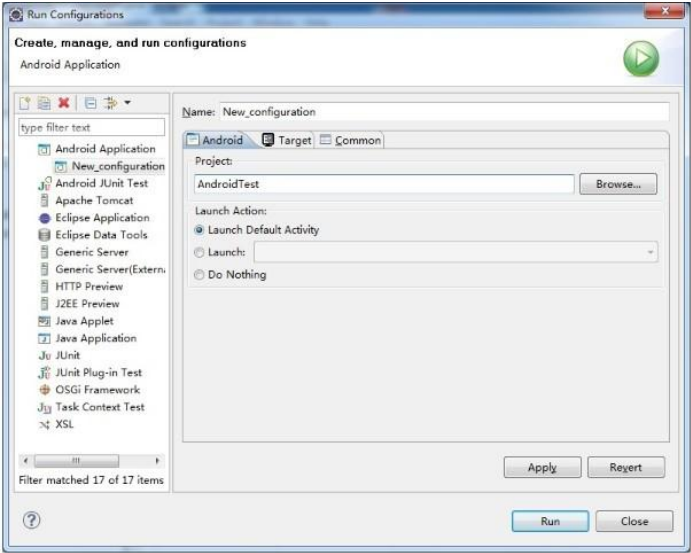 Run Configurations
Create, manage, and run configurations
Android Application
type filter text
Android Application
New_configuration
Android JUnit Test
Apache Tomcat
Eclipse Application
Eclipse Data Tools
Generic Server
Generic Server(Extern
HTTP Preview
J2EE Preview
Java Applet
Java Application
JUnit
JUnit Plug-in Test
OSGi Framework
Task Context Test
XSL
Filter matched 17 of 17 items
Name: New_configuration
Android Target Common
Project:
AndroidTest Browse...
Launch Action:
Launch Default Activity
Launch:
Do Nothing
Apply Revert
Run Close